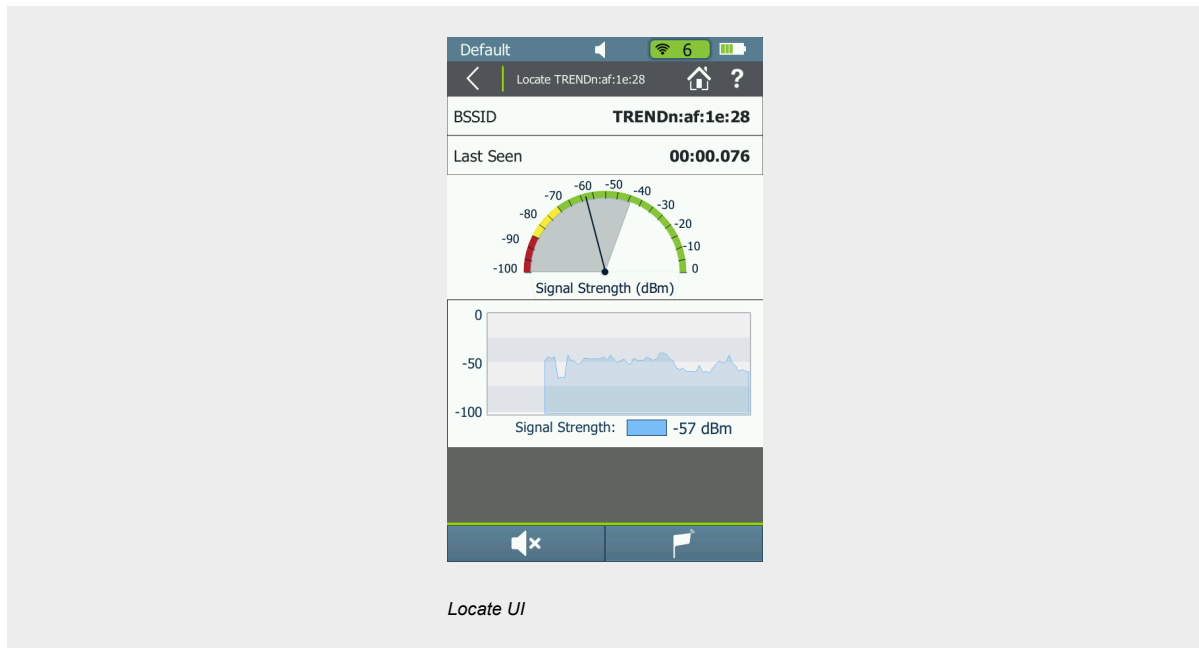 Default 6
Locate TRENDn:af:1e:28 ?
BSSID TRENDn:af:1e:28
Last Seen 00:00.076
-100 -90 -80 -70 -60 -50 -40 -30 -20 -10 0
Signal Strength (dBm)
0
-50
-100
Signal Strength: -57 dBm
Locate UI